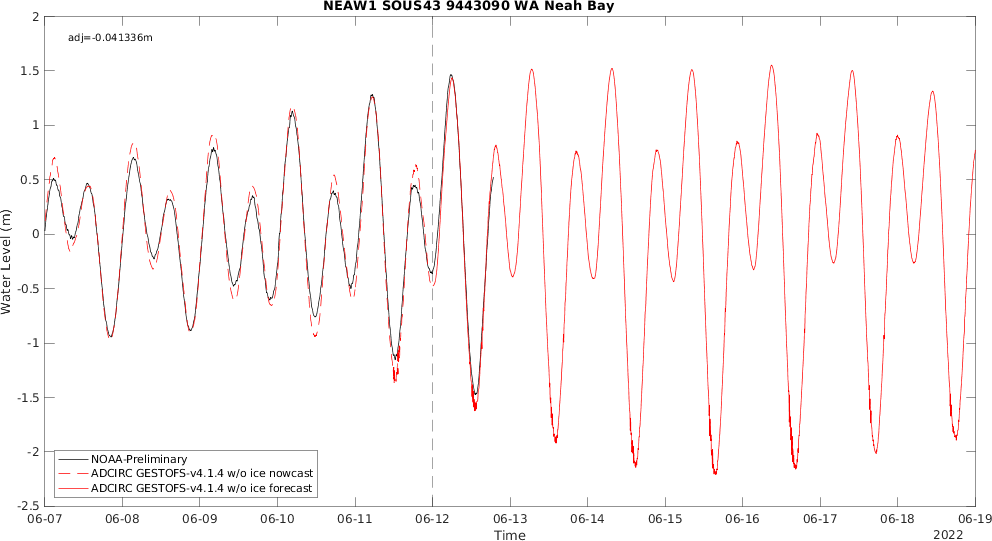 NEAW1 SOUS43 9443090 WA Neah Bay
adj=-0.041336m
2
1.5
1
0.5
0
-0.5
-1
-1.5
-2
-2.5
Water Level (m)
NOAA-Preliminary
ADCIRC GESTOFS-v4.1.4 w/o ice nowcast
ADCIRC GESTOFS-v4.1.4 w/o ice forecast
06-07 06-08 06-09 06-10 06-11 06-12 06-13 06-14 06-15 06-16 06-17 06-18 06-19
Time
2022